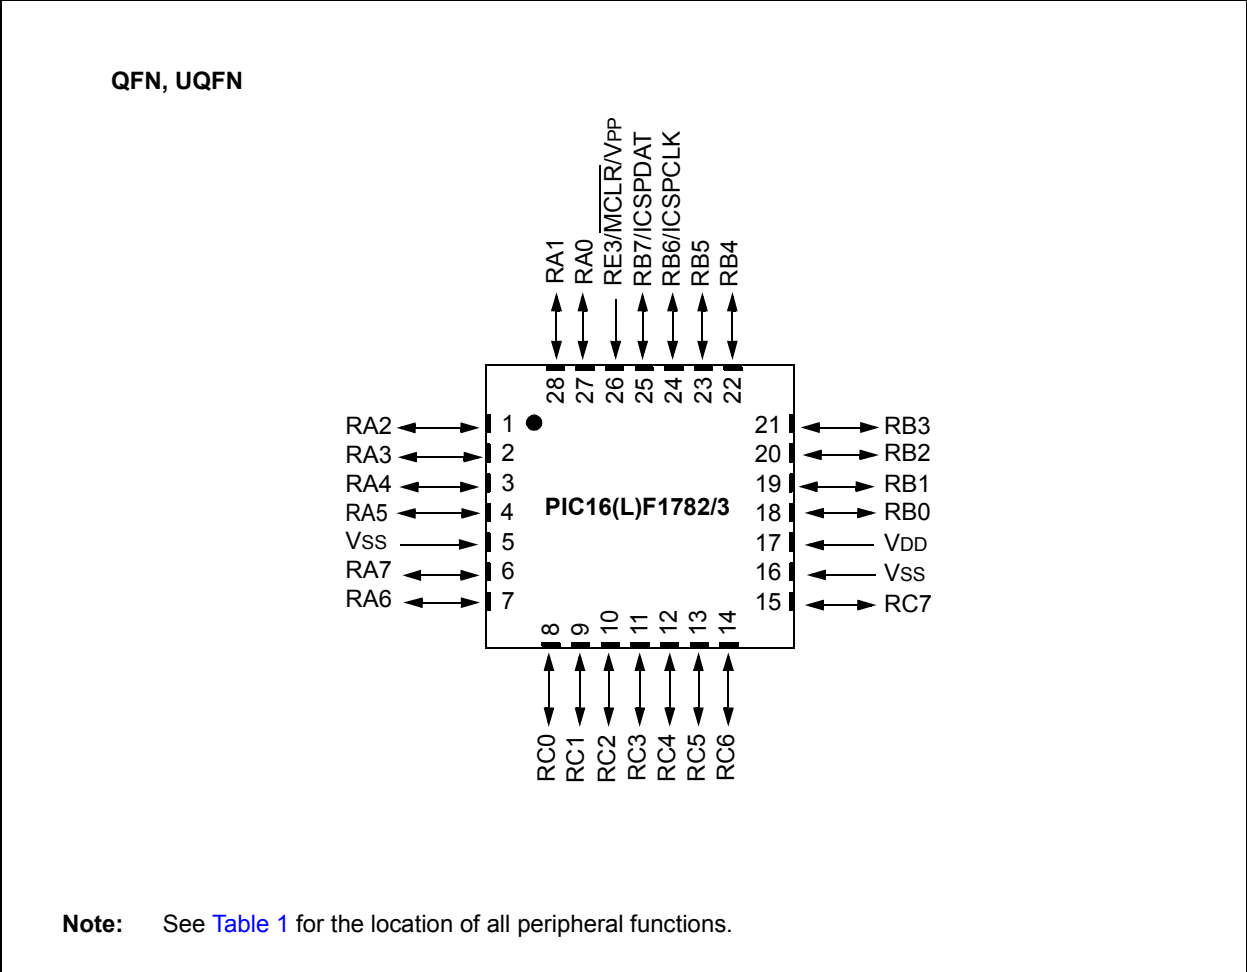 QFN, UQFN
RA1
RA0
RE3/MCLR/VPP
RB7/ICSPDAT
RB6/ICSPCLK
RB5
RB4
28
27
26
25
24
23
22
RA2 1
RA3 2
RA4 3
RA5 4
VSS 5
RA7 6
RA6 7
PIC16(L)F1782/3
21 RB3
20 RB2
19 RB1
18 RB0
17 VDD
16 VSS
15 RC7
8
9
10
11
12
13
14
RC0
RC1
RC2
RC3
RC4
RC5
RC6
Note: See Table 1 for the location of all peripheral functions.